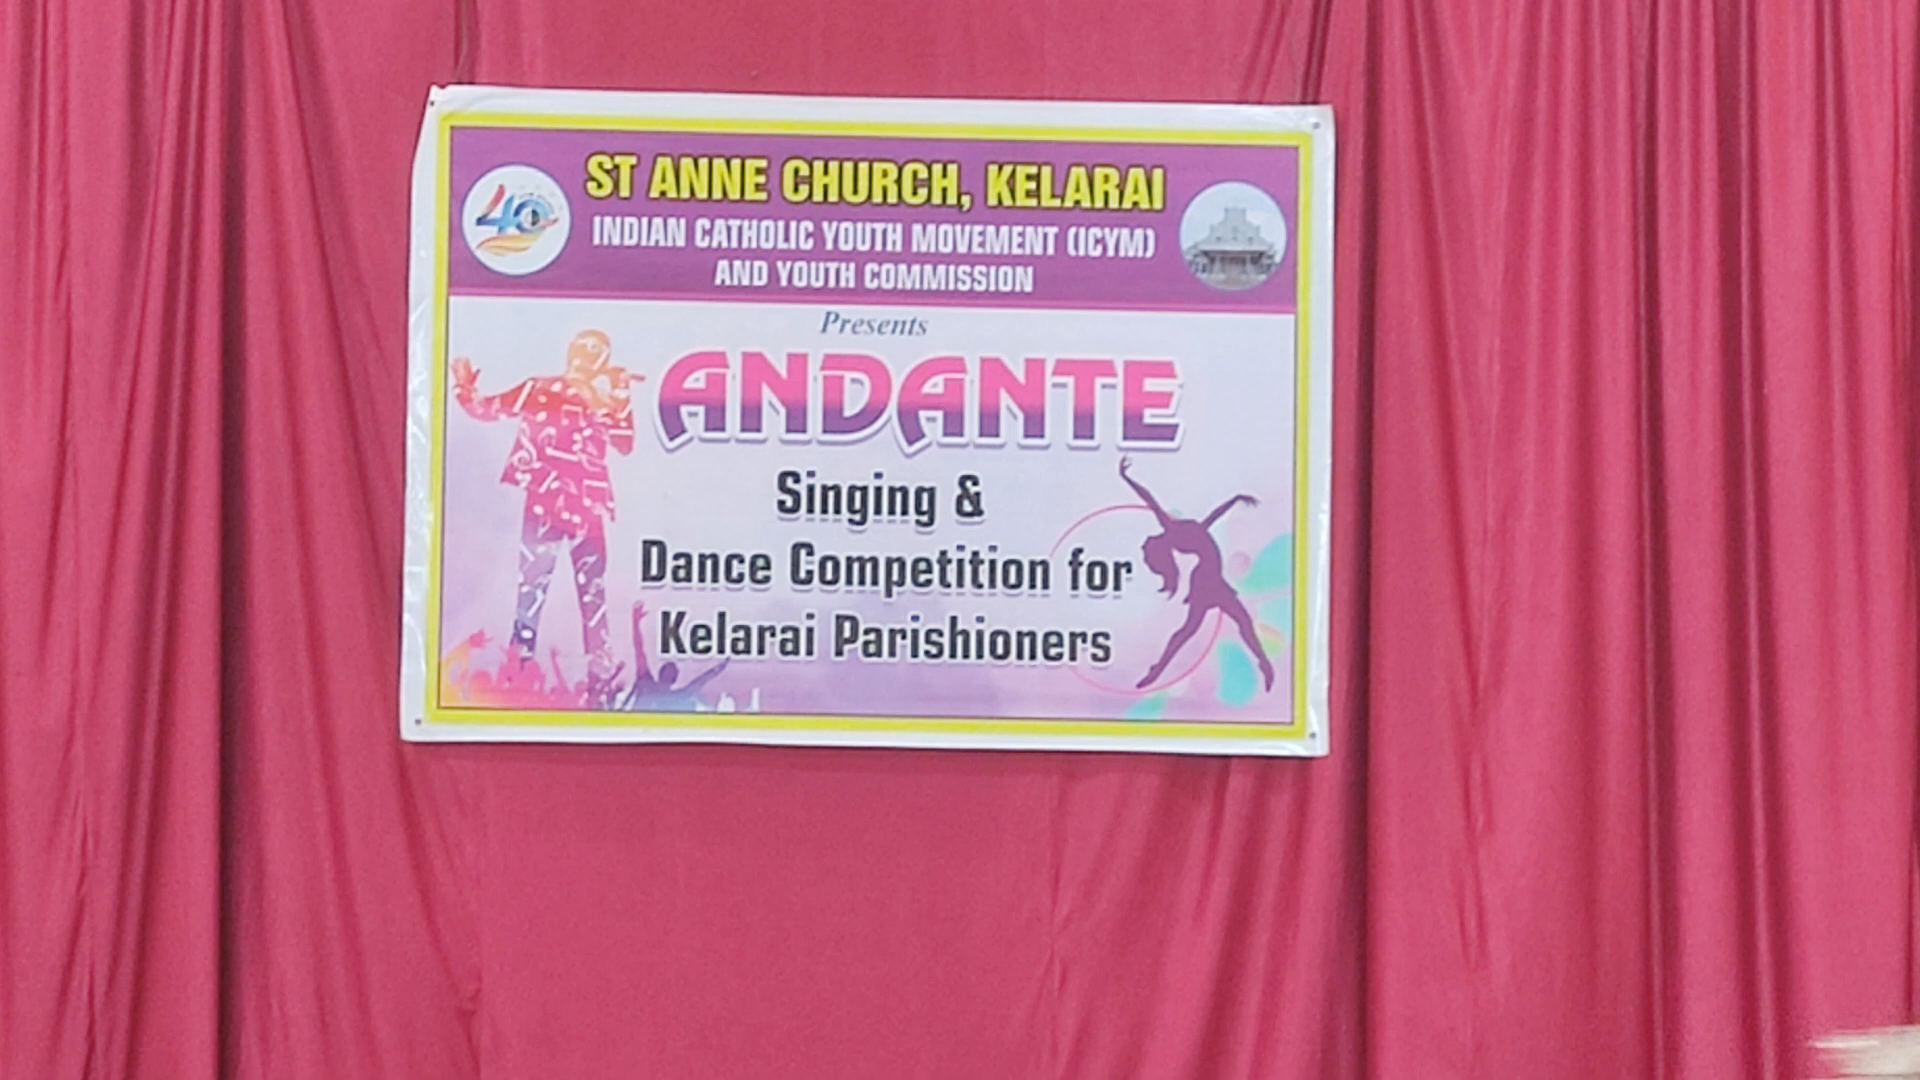 ST ANNE CHURCH, KELARAI
INDIAN CATHOLIC YOUTH MOVEMENT (ICYM)
AND YOUTH COMMISSION
40
Presents
ANDANTE
Singing &
Dance Competition for
Kelarai Parishioners